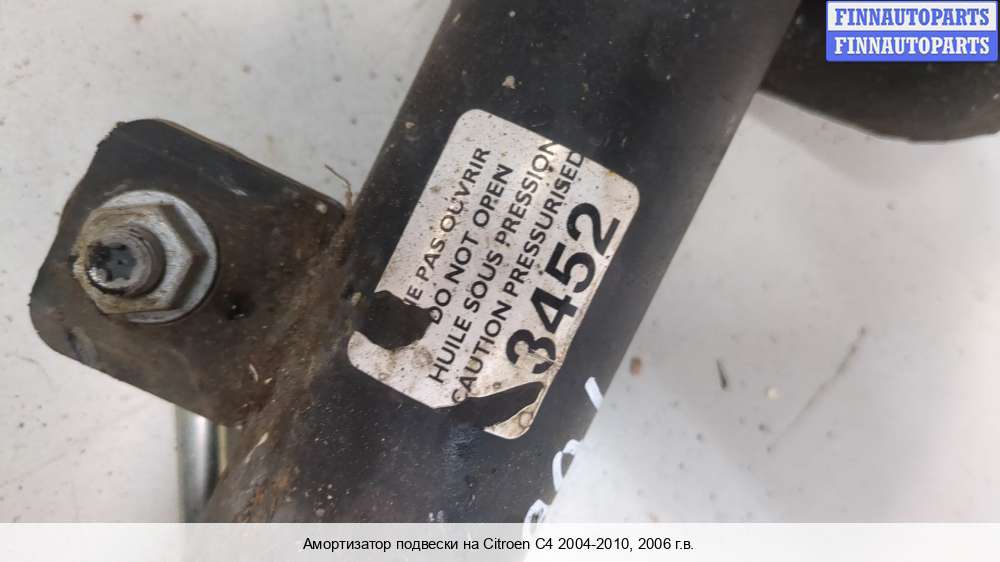 FINNAUTOPARTS
FINNAUTOPARTS
NE PAS OUVRIR
DO NOT OPEN
HUILE SOUS PRESSION
CAUTION PRESSURISED
3452
Амортизатор подвески на Citroen C4 2004-2010, 2006 г.в.